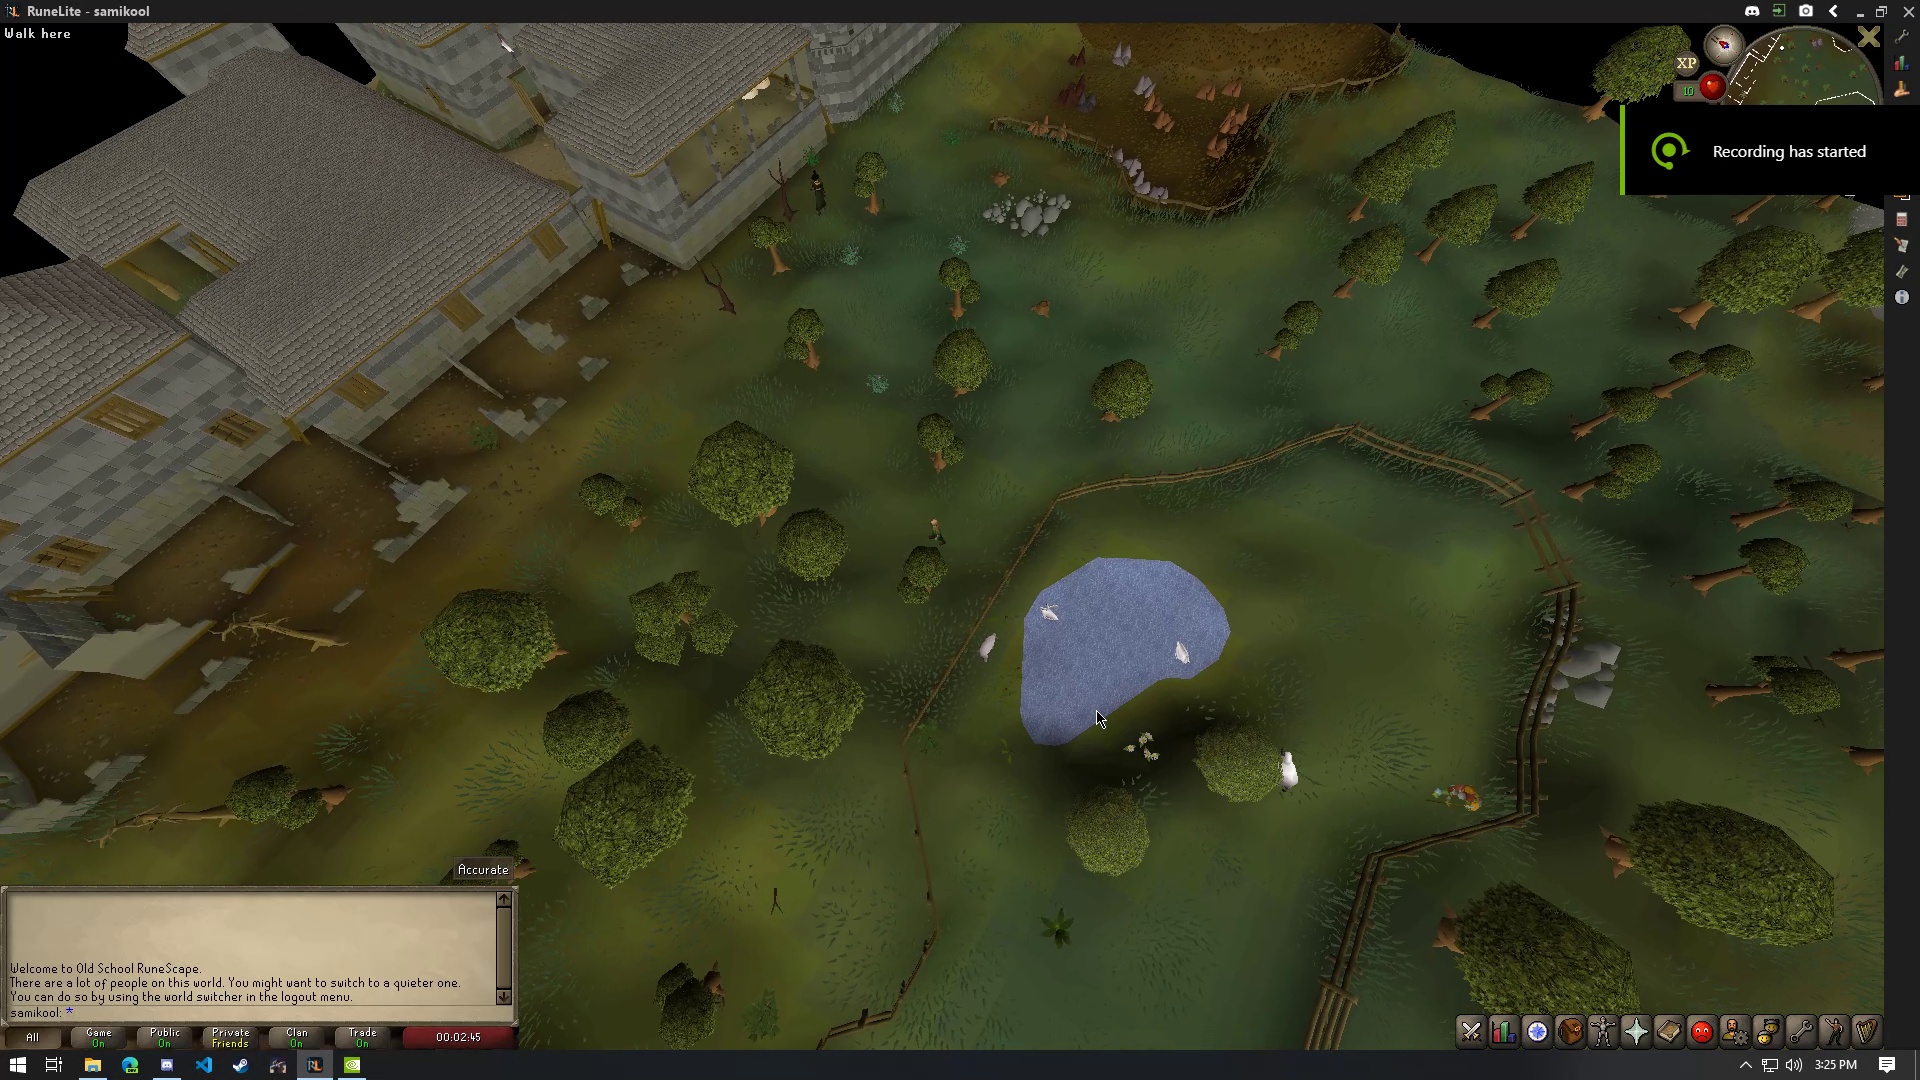 RuneLite - samikool
Walk here
XP
10
Recording has started
Accurate
Welcome to Old School RuneScape.
There are a lot of people on this world. You might want to switch to a quieter one.
You can do so by using the world switcher in the logout menu.
samikool: *
All
Game
On
Public
On
Private
Friends
Clan
On
Trade
On
00:02:45
3:25 PM